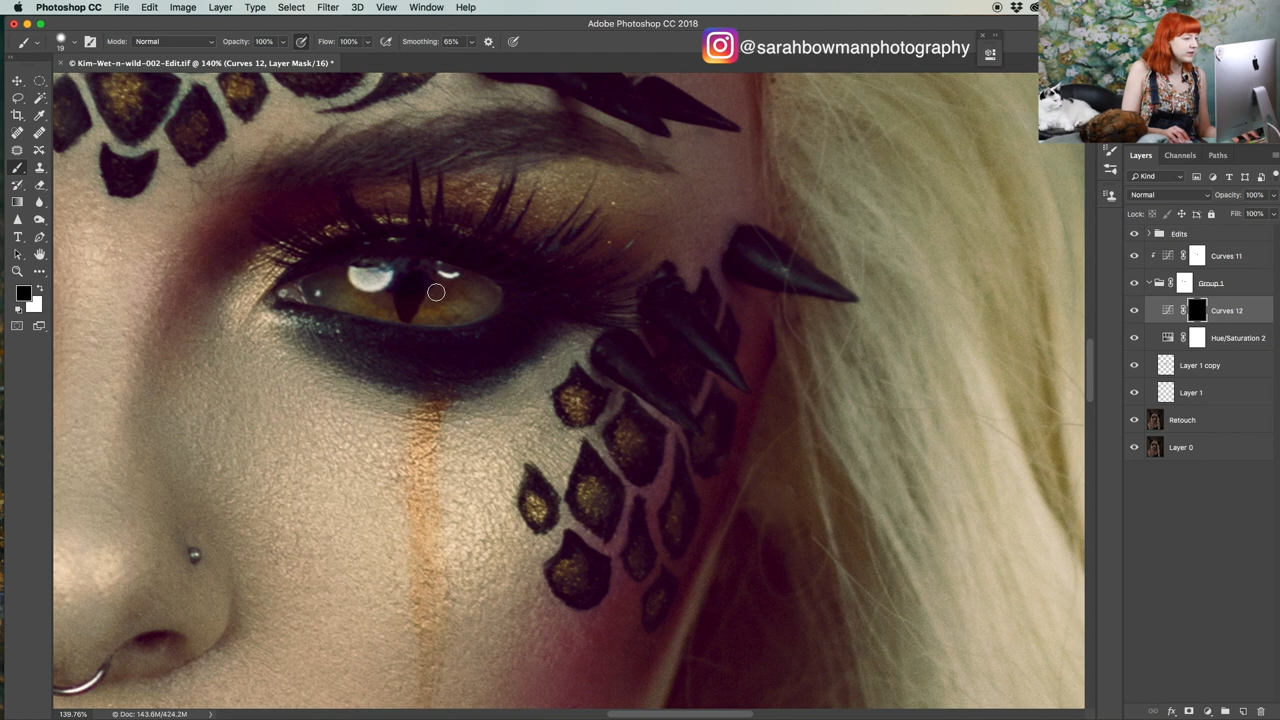 Photoshop CC File Edit Image Layer Type Select Filter 3D View Window Help
Adobe Photoshop CC 2018
19 Mode: Normal Opacity: 100% Flow: 100% Smoothing: 65%
@sarahbowmanphotography
© Kim-Wet-n-wild-002-Edit.tif @ 140% (Curves 12, Layer Mask/16) *
Layers Channels Paths
Kind
Normal Opacity: 100%
Lock: Fill: 100%
Edits
Curves 11
Group 1
Curves 12
Hue/Saturation 2
Layer 1 copy
Layer 1
Retouch
Layer 0
139.76% © Doc: 143.6M/424.2M